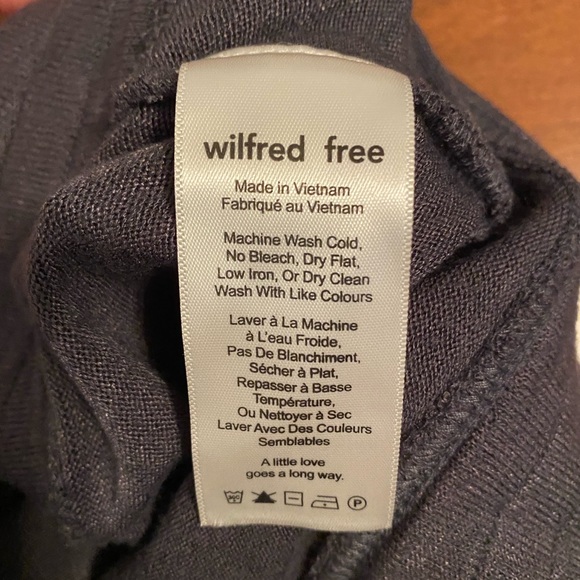 wilfred free
Made in Vietnam
Fabriqué au Vietnam
Machine Wash Cold,
No Bleach, Dry Flat,
Low Iron, Or Dry Clean
Wash With Like Colours
Laver à La Machine
à L'eau Froide,
Pas De Blanchiment,
Sécher à Plat,
Repasser à Basse
Température,
Ou Nettoyer à Sec
Laver Avec Des Couleurs
Semblables
A little love
goes a long way.
30C P